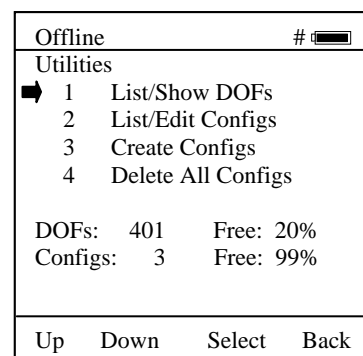 Offline #
Utilities
1 List/Show DOFs
2 List/Edit Configs
3 Create Configs
4 Delete All Configs
DOFs: 401 Free: 20%
Configs: 3 Free: 99%
Up Down Select Back